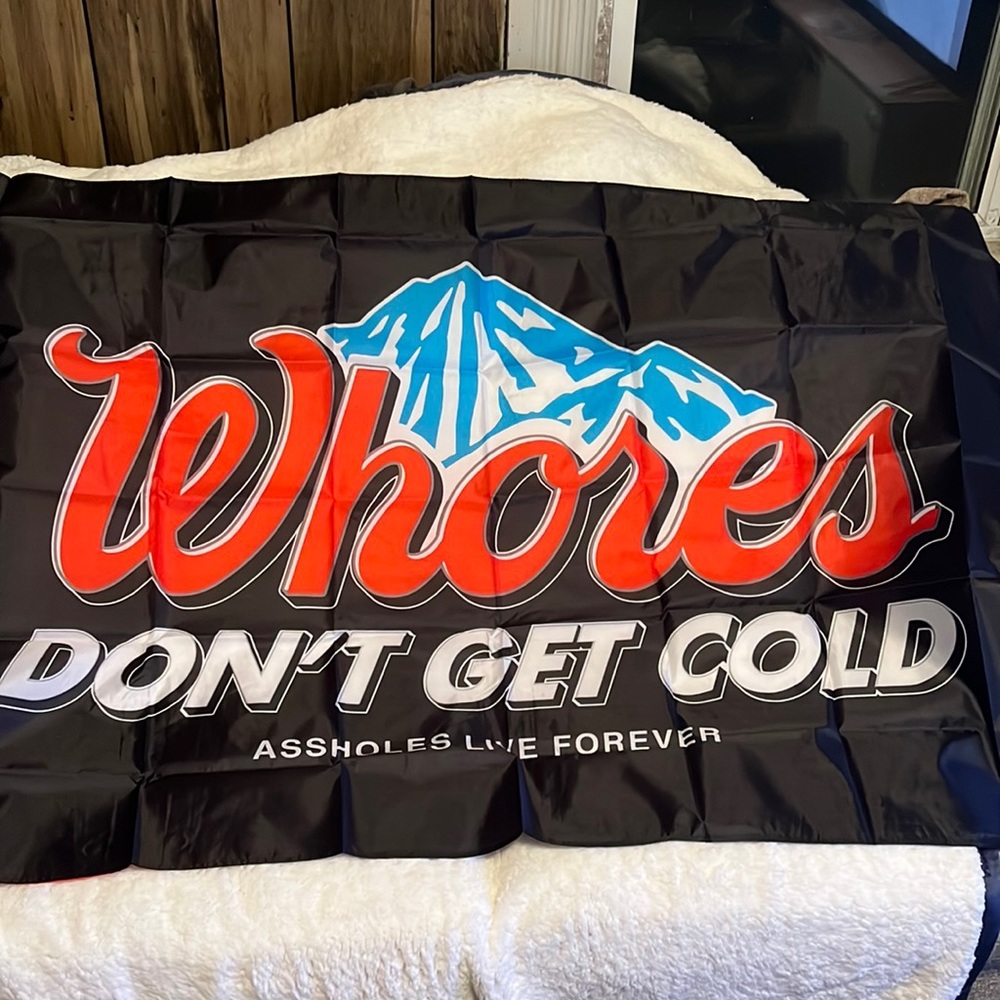 Whores
DON'T GET COLD
ASSHOLES LIVE FOREVER